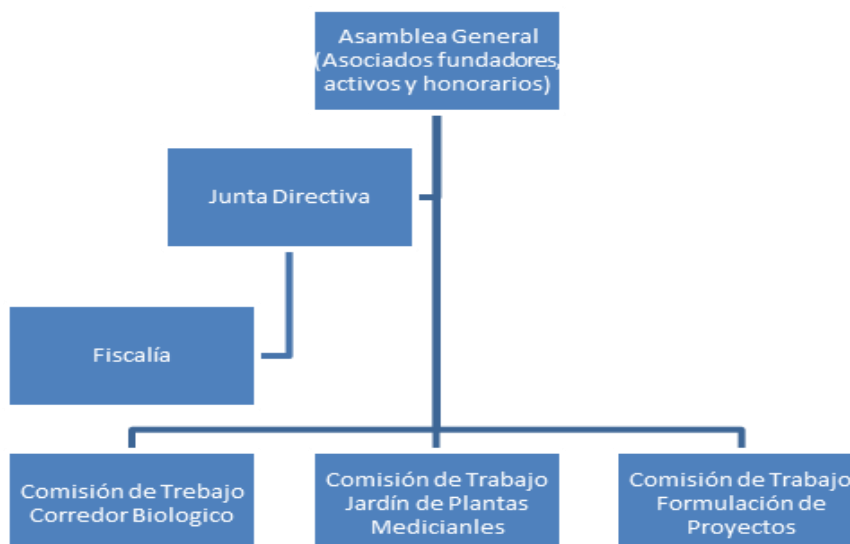 Asamblea General
(Asociados fundadores,
activos y honorarios)
Junta Directiva
Fiscalía
Comisión de Trebajo
Corredor Biologico
Comisión de Trabajo
Jardín de Plantas
Medicianles
Comisión de Trabajo
Formulación de
Proyectos